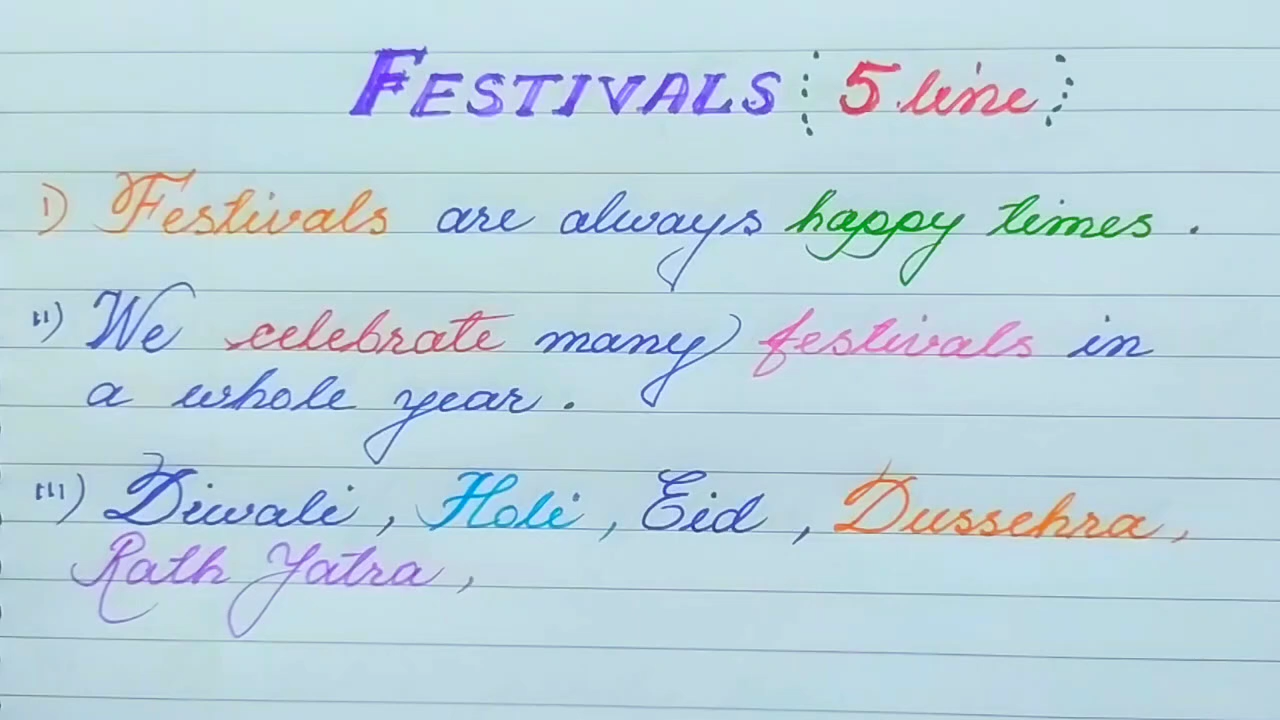 FESTIVALS (5 line)
i) Festivals are always happy times.
ii) We celebrate many festivals in
a whole year.
iii) Diwali, Holi, Eid, Dussehra,
Rath Yatra,